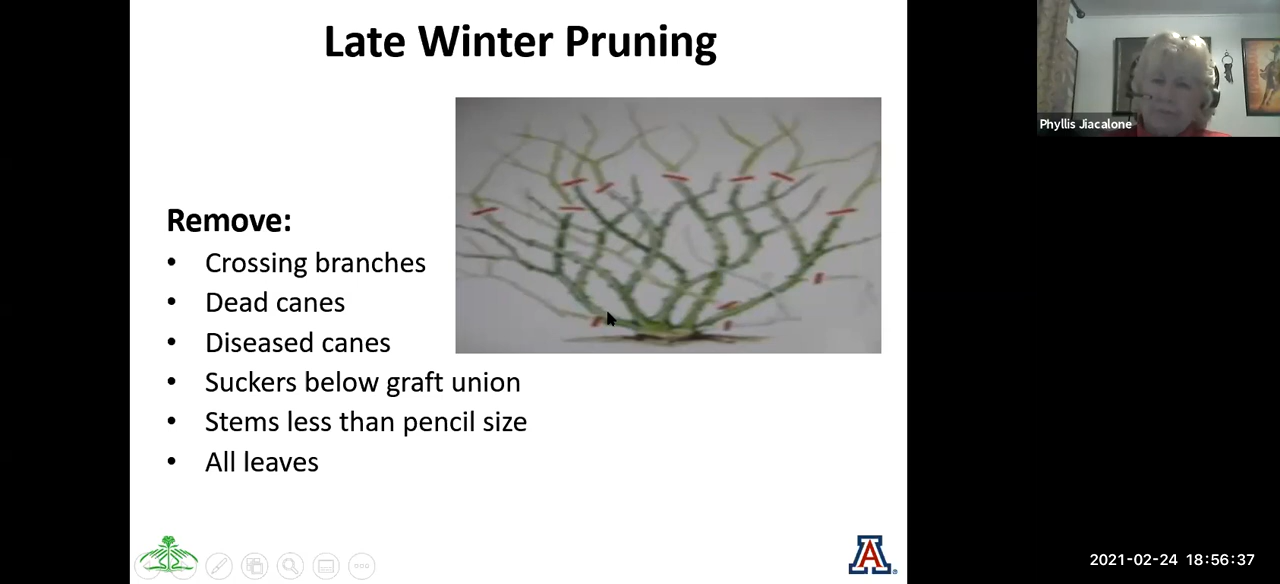 Late Winter Pruning
Phyllis Jiacalone
Remove:
• Crossing branches
• Dead canes
• Diseased canes
• Suckers below graft union
• Stems less than pencil size
• All leaves
A
2021-02-24 18:56:37